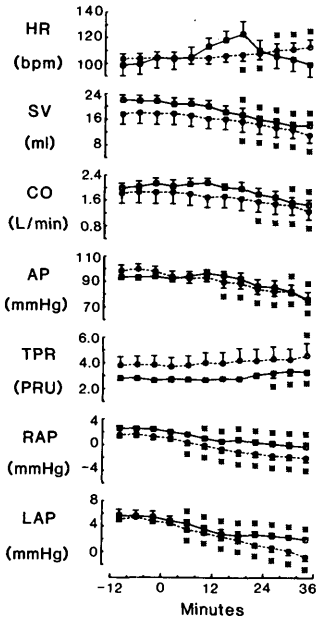 HR
(bpm)
140
120
100
SV
(ml)
24
16
8
CO
(L/min)
2.4
1.6
0.8
AP
(mmHg)
110
90
70
TPR
(PRU)
6.0
4.0
2.0
RAP
(mmHg)
4
0
-4
LAP
(mmHg)
8
4
0
-12 0 12 24 36
Minutes